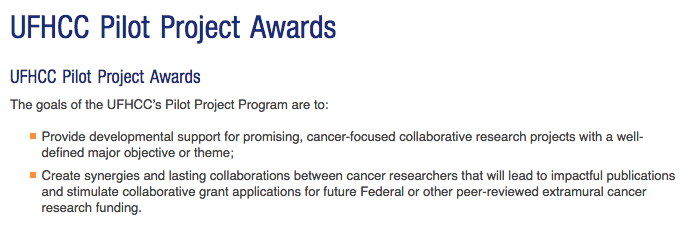 UFHCC Pilot Project Awards
UFHCC Pilot Project Awards
The goals of the UFHCC's Pilot Project Program are to:
Provide developmental support for promising, cancer-focused collaborative research projects with a well-
defined major objective or theme;
Create synergies and lasting collaborations between cancer researchers that will lead to impactful publications
and stimulate collaborative grant applications for future Federal or other peer-reviewed extramural cancer
research funding.